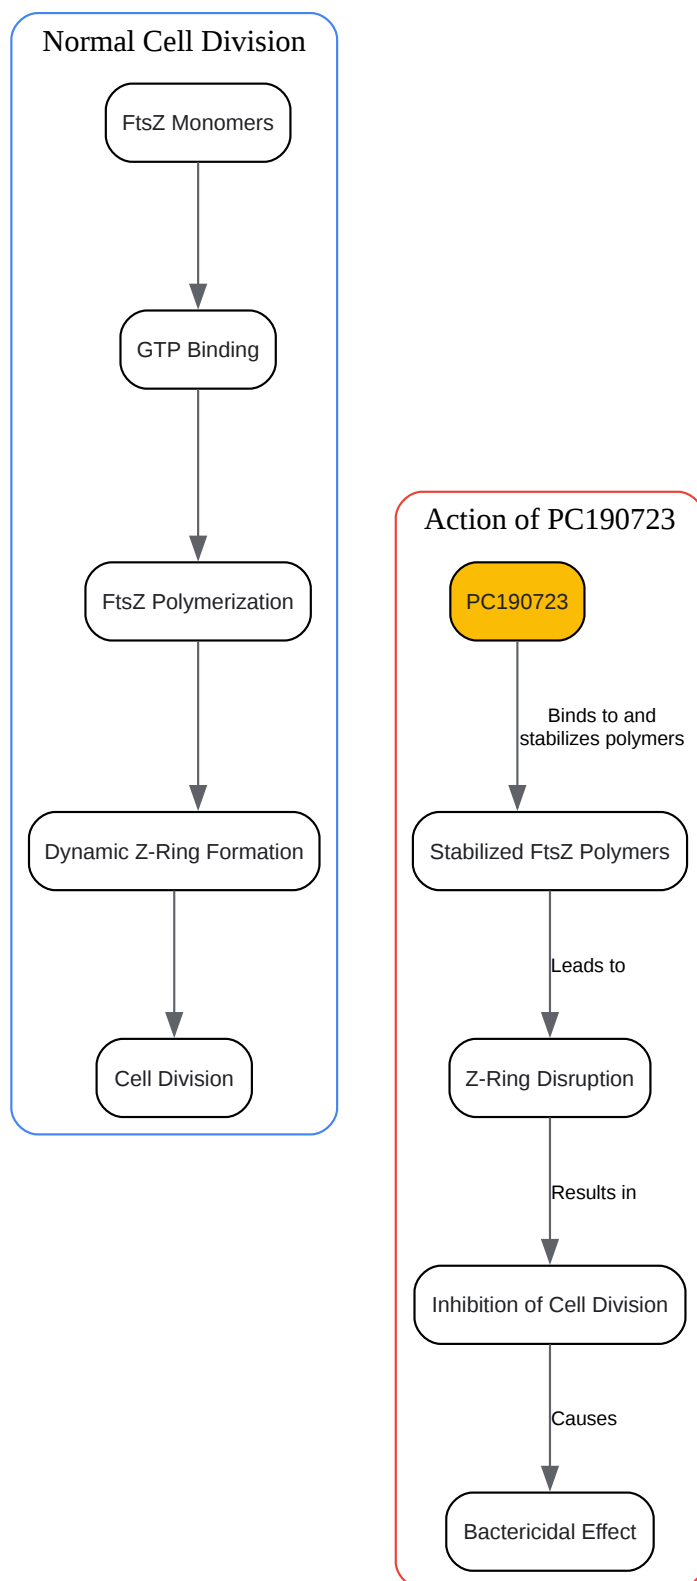 Normal Cell Division
FtsZ Monomers
GTP Binding
FtsZ Polymerization
Dynamic Z-Ring Formation
Cell Division
Action of PC190723
PC190723
Binds to and
stabilizes polymers
Stabilized FtsZ Polymers
Leads to
Z-Ring Disruption
Results in
Inhibition of Cell Division
Causes
Bactericidal Effect